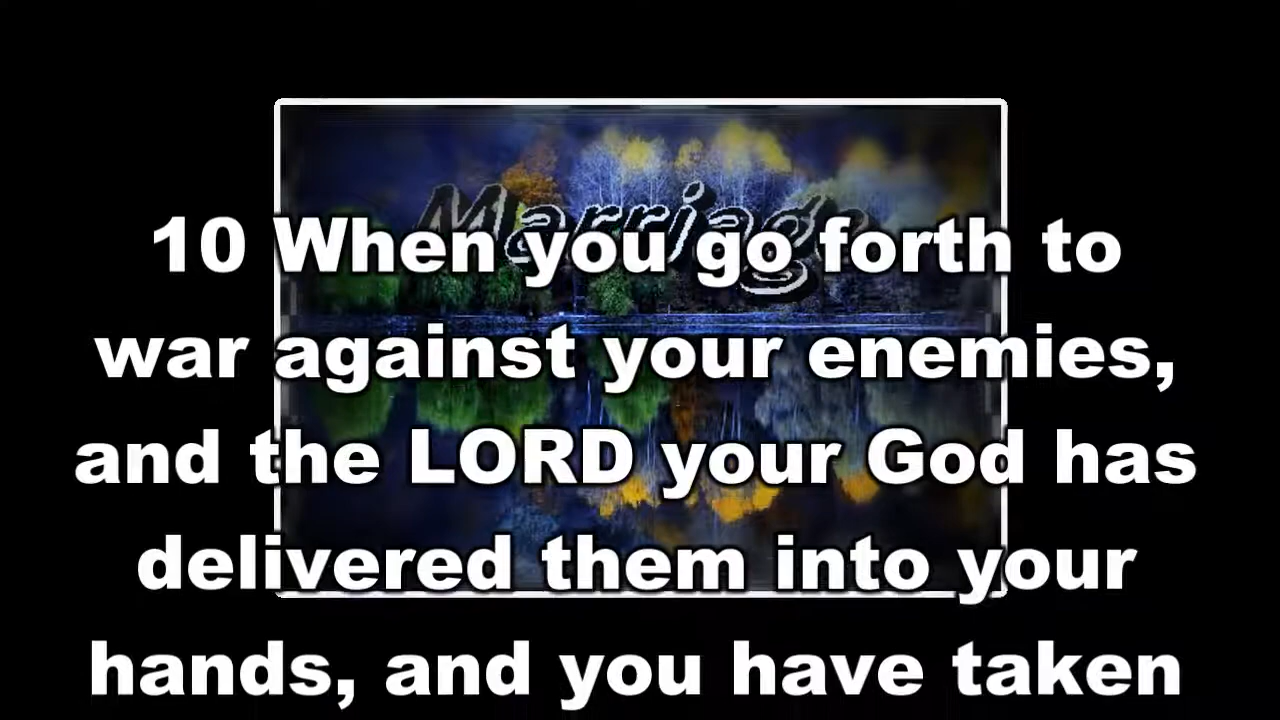 Marriage
10 When you go forth to
war against your enemies,
and the LORD your God has
delivered them into your
hands, and you have taken